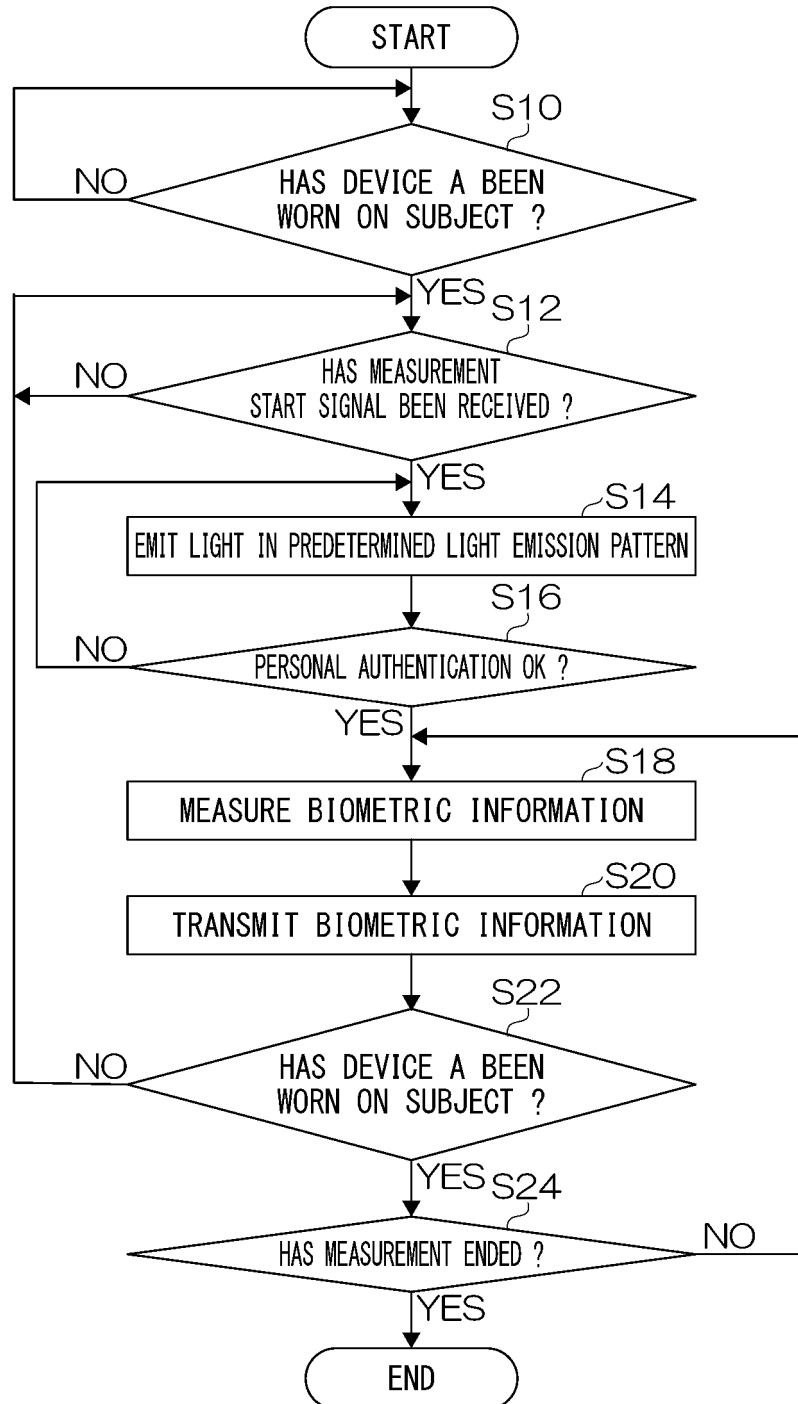 START
S10
HAS DEVICE A BEEN
WORN ON SUBJECT ?
NO
YES
S12
HAS MEASUREMENT
START SIGNAL BEEN RECEIVED ?
NO
YES
S14
EMIT LIGHT IN PREDETERMINED LIGHT EMISSION PATTERN
S16
PERSONAL AUTHENTICATION OK ?
NO
YES
S18
MEASURE BIOMETRIC INFORMATION
S20
TRANSMIT BIOMETRIC INFORMATION
S22
HAS DEVICE A BEEN
WORN ON SUBJECT ?
NO
YES
S24
HAS MEASUREMENT ENDED ?
NO
YES
END